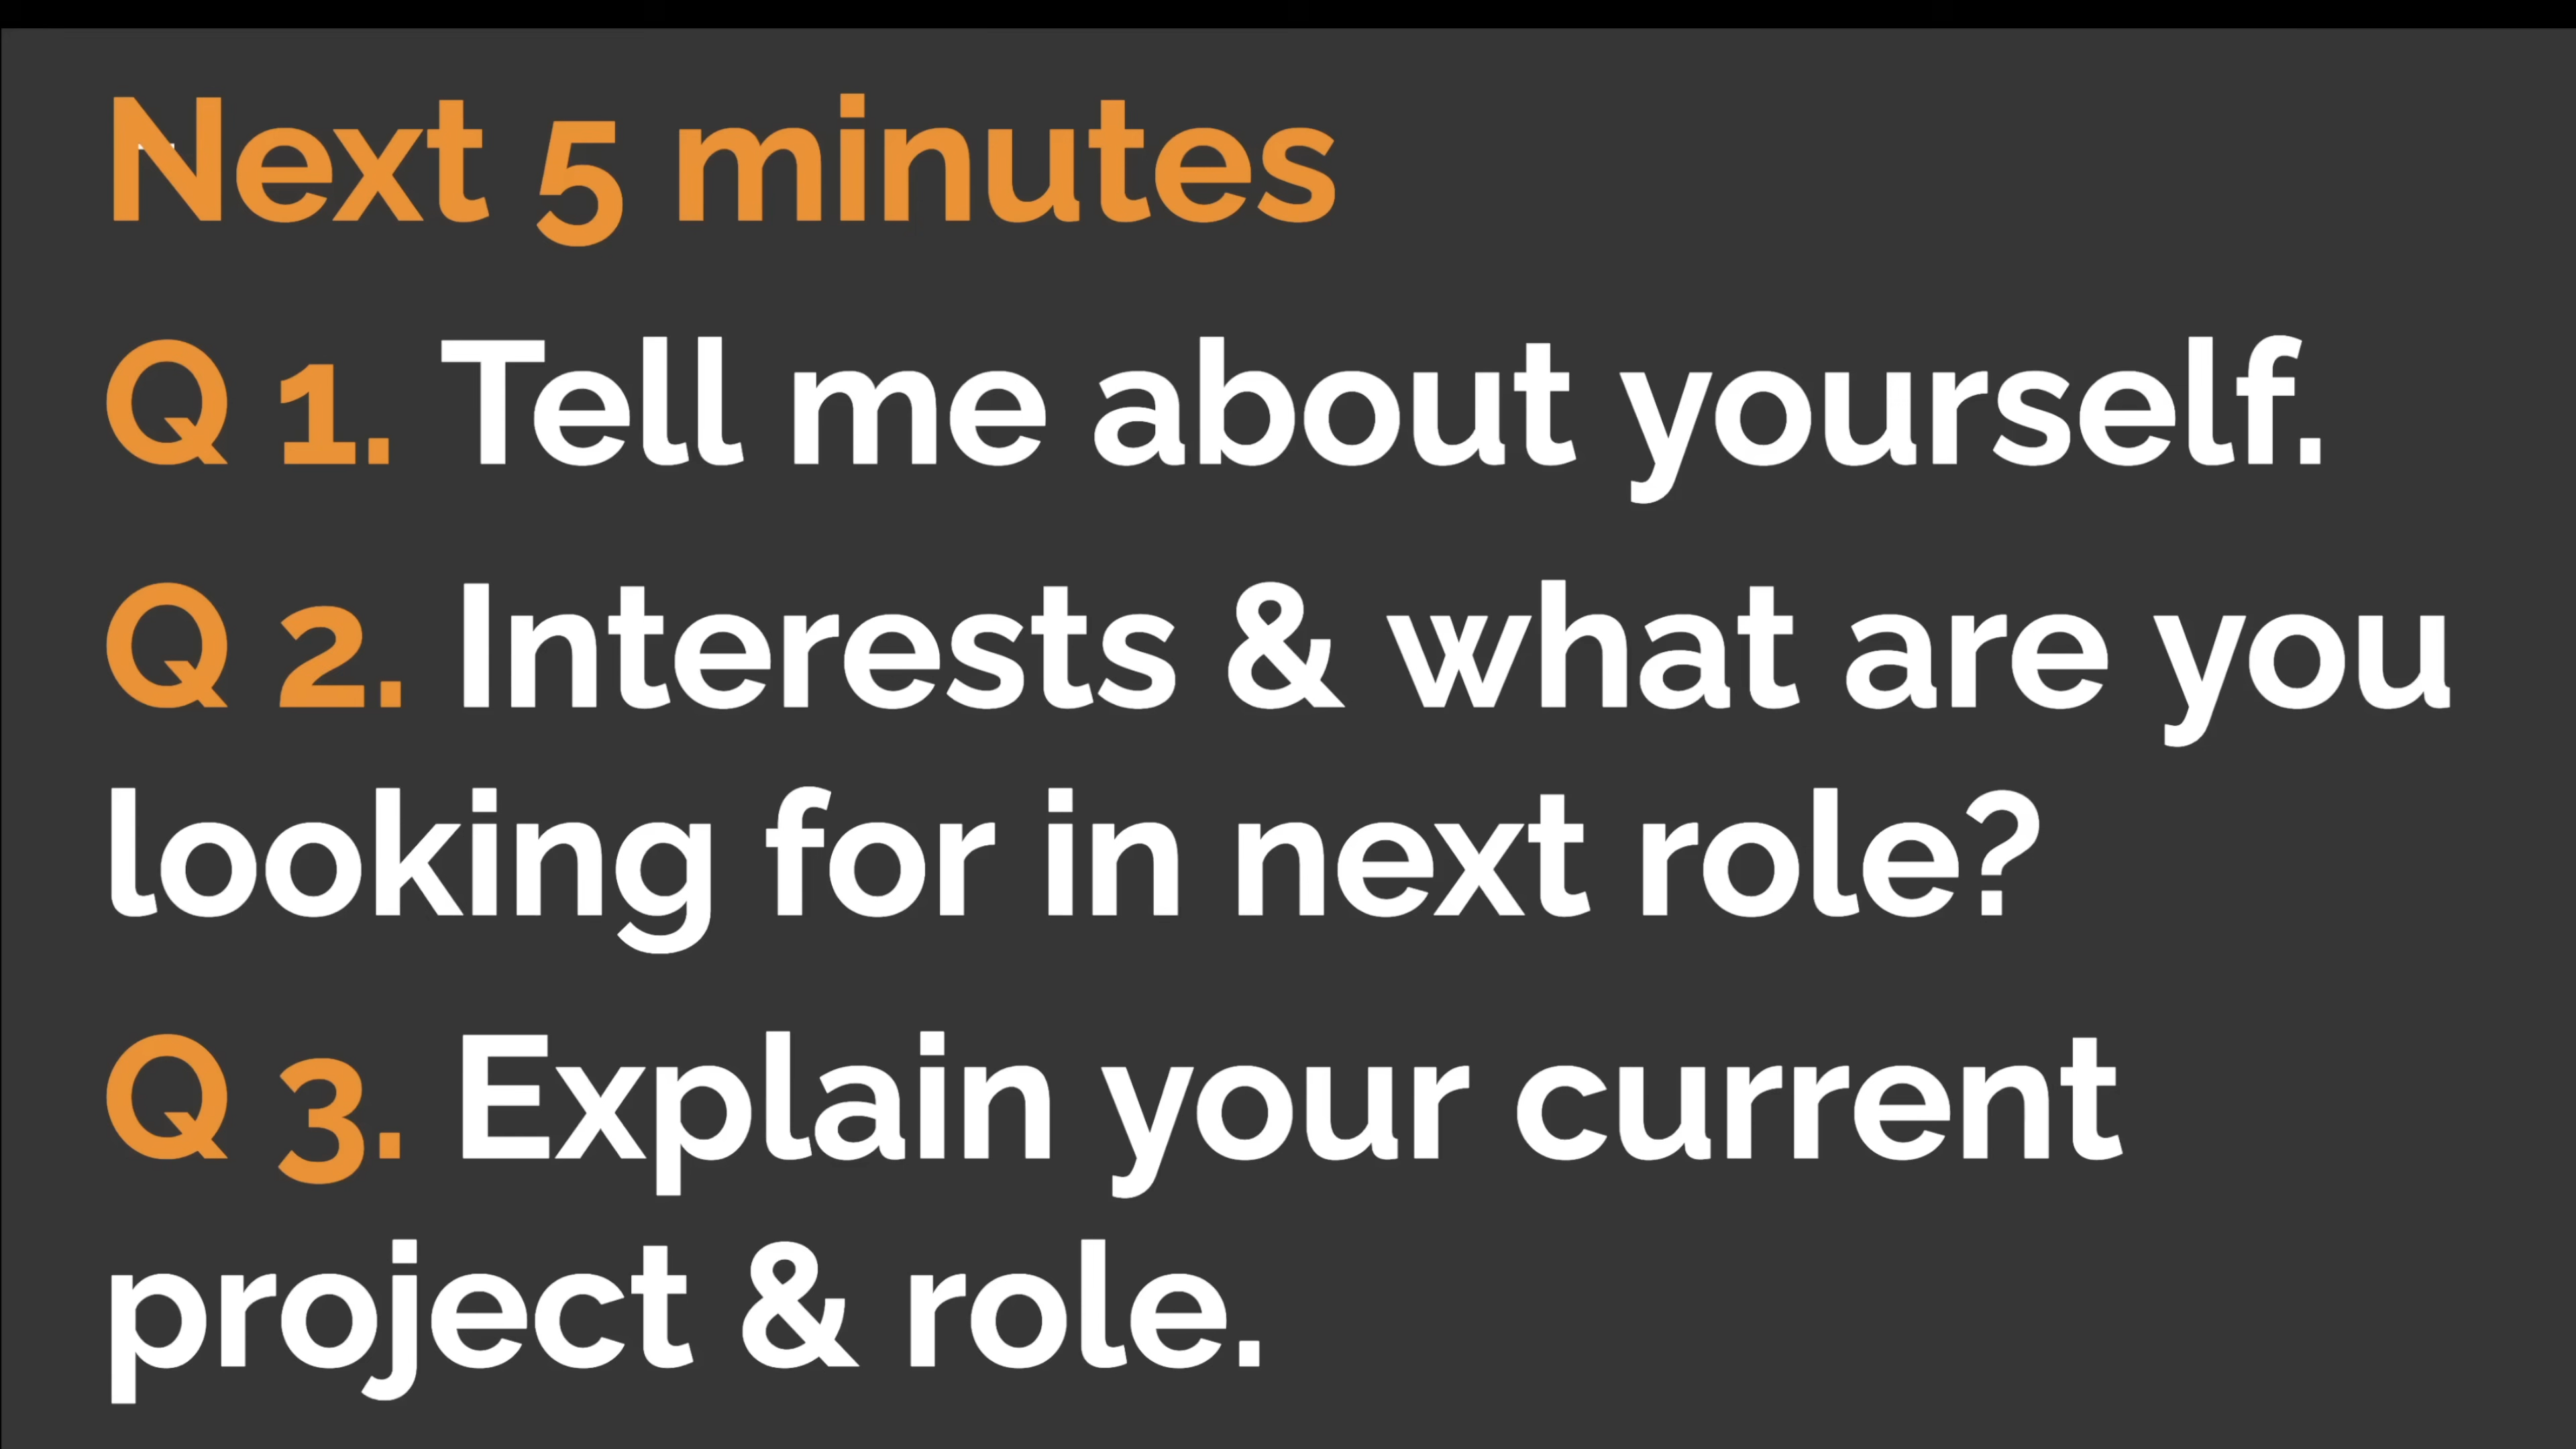 Next 5 minutes
Q 1. Tell me about yourself.
Q 2. Interests & what are you
looking for in next role?
Q 3. Explain your current
project & role.